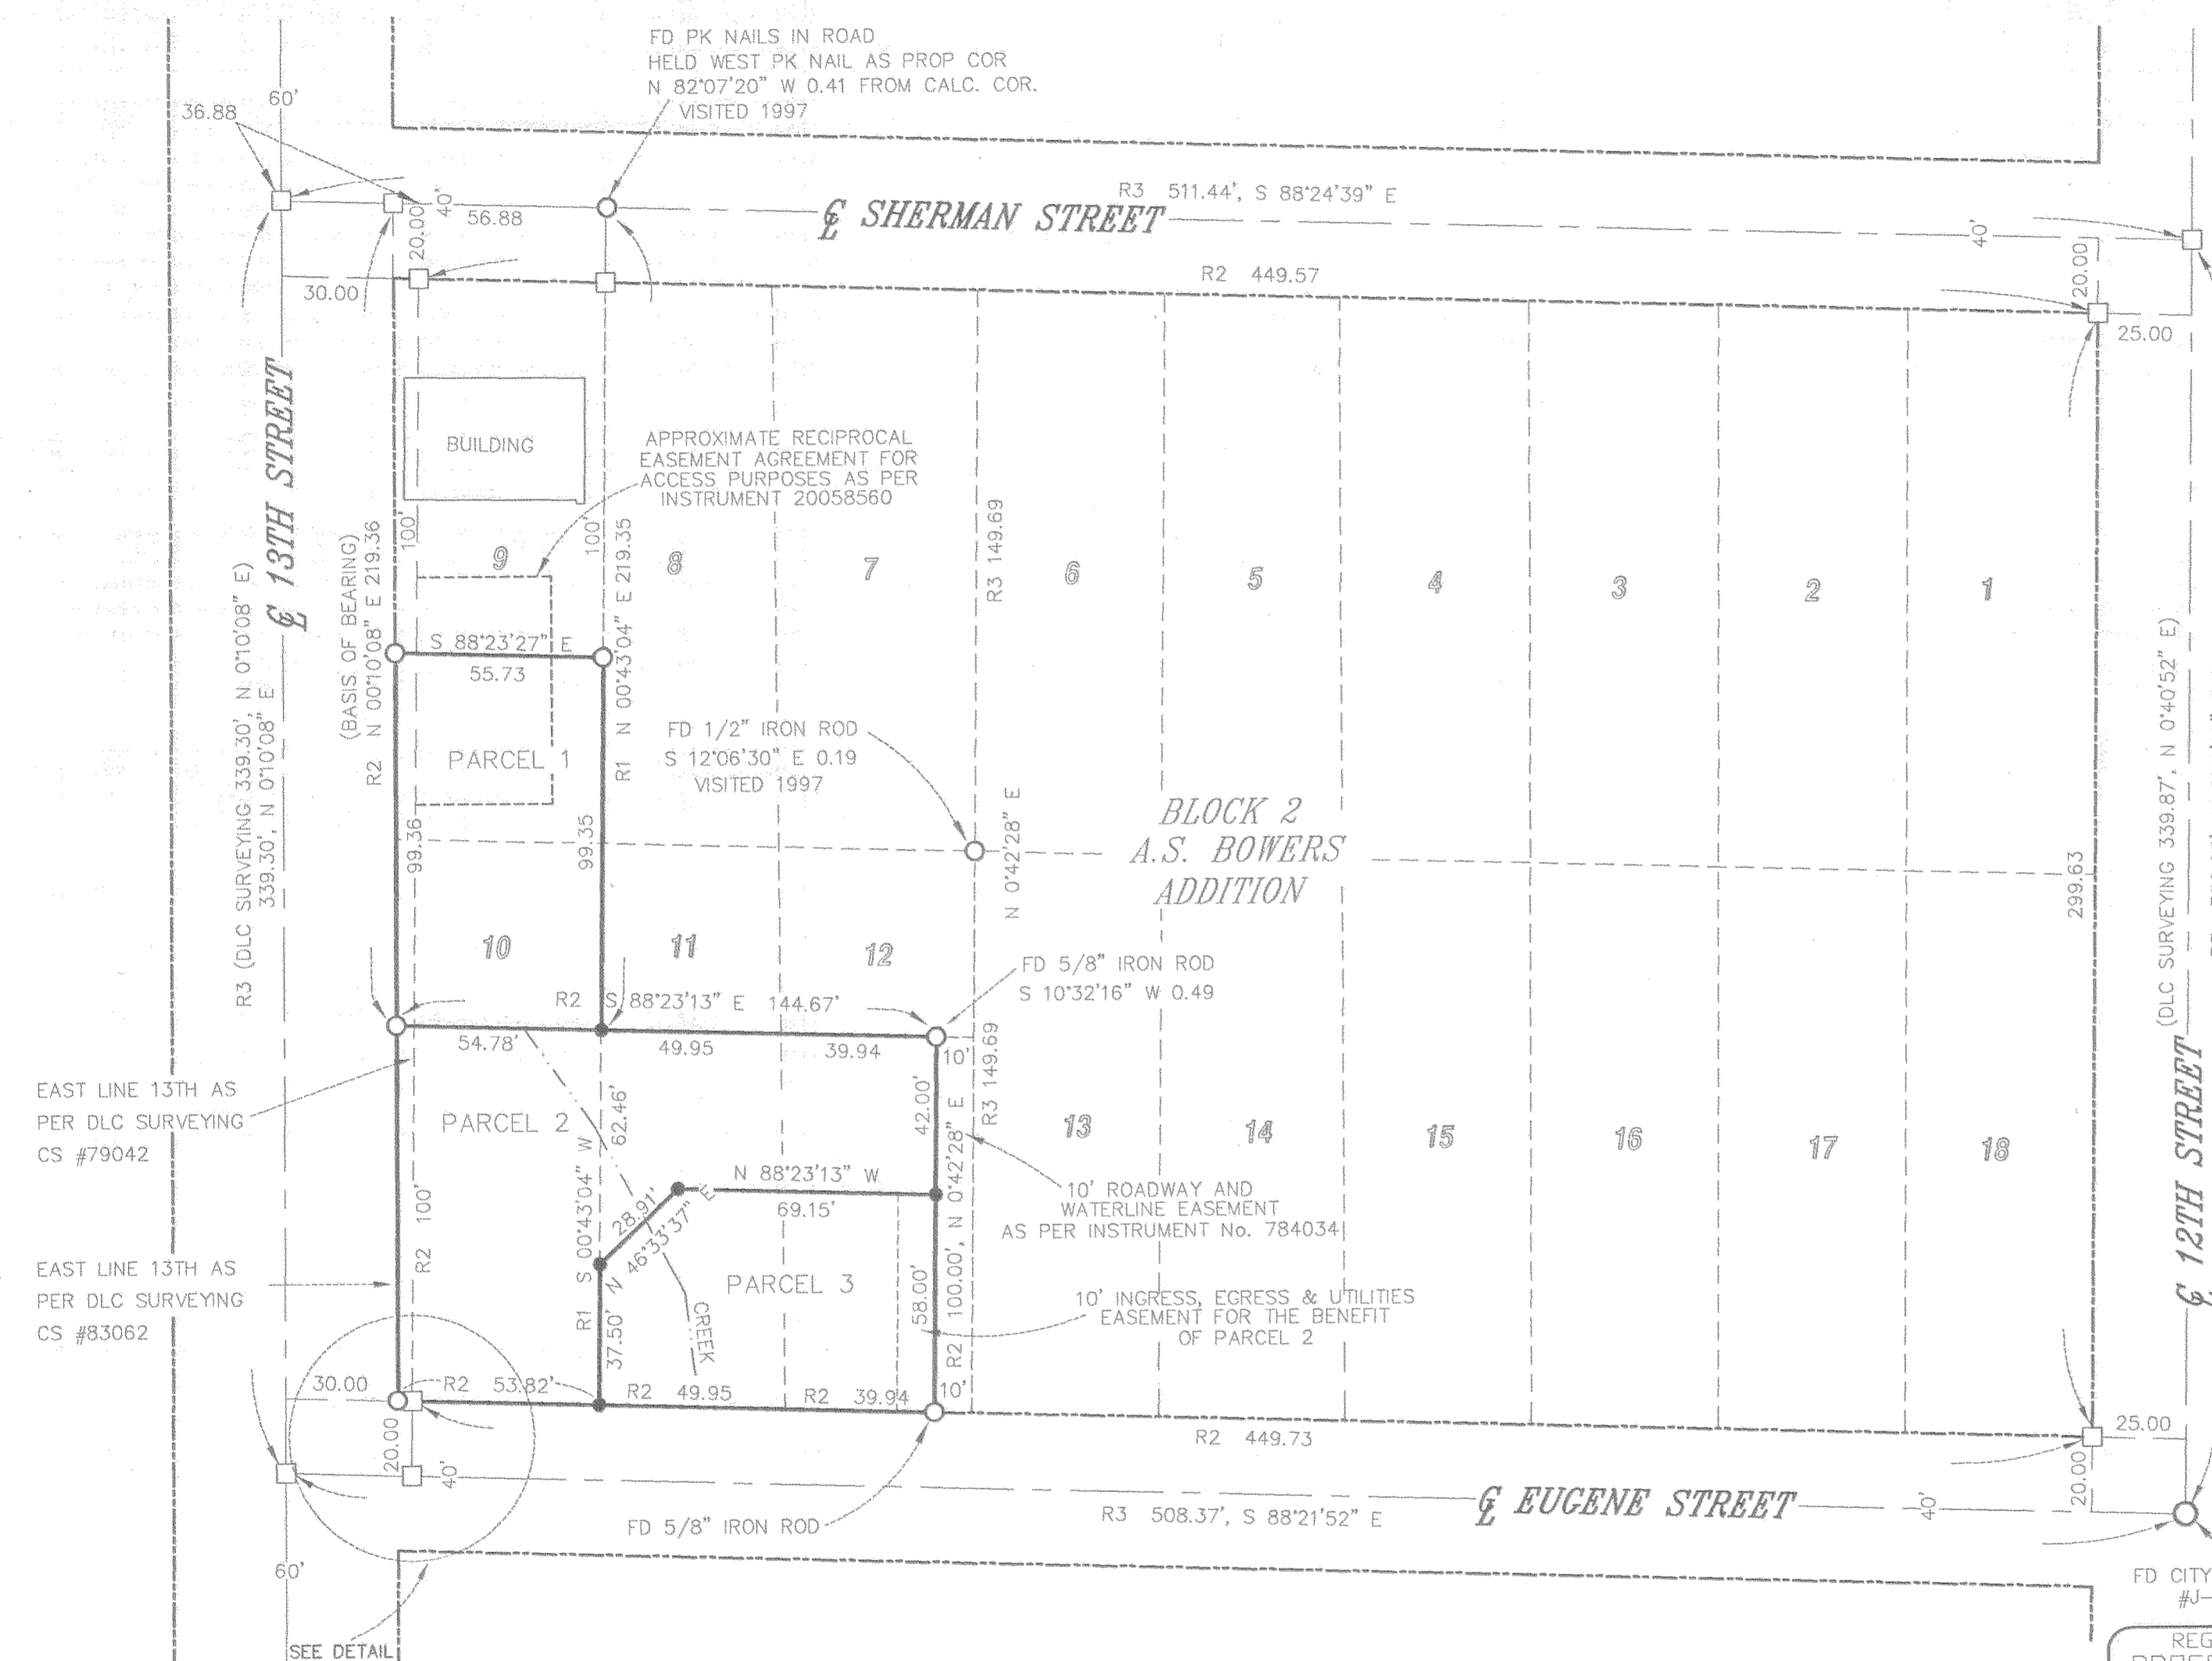 FD PK NAILS IN ROAD
HELD WEST PK NAIL AS PROP COR
N 82°07'20" W 0.41 FROM CALC. COR.
VISITED 1997
60'
36.88
20.00
40'
56.88
R3 511.44', S 88°24'39" E
℄ SHERMAN STREET
40'
20.00
30.00
R2 449.57
25.00
℄ 13TH STREET
BUILDING
APPROXIMATE RECIPROCAL
EASEMENT AGREEMENT FOR
ACCESS PURPOSES AS PER
INSTRUMENT 20058560
100'
100'
9
8
7
6
5
4
3
2
1
R3 149.69
R3 (DLC SURVEYING 339.30', N 0°10'08" E)
339.30', N 0°10'08" E
(BASIS OF BEARING)
R2 N 00°10'08" E 219.36
R1 N 00°43'04" E 219.35
S 88°23'27" E
55.73
PARCEL 1
FD 1/2" IRON ROD
S 12°06'30" E 0.19
VISITED 1997
99.36
99.35
N 0°42'28" E
BLOCK 2
A.S. BOWERS
ADDITION
299.63
(DLC SURVEYING 339.87', N 0°40'52" E)
10
11
12
FD 5/8" IRON ROD
S 10°32'16" W 0.49
R2 S 88°23'13" E 144.67'
54.78'
49.95
39.94
10'
R3 149.69
EAST LINE 13TH AS
PER DLC SURVEYING
CS #79042
PARCEL 2
62.46'
42.00'
13
14
15
16
17
18
℄ 12TH STREET
R1 S 00°43'04" W
N 88°23'13" W
69.15'
28.91'
N 46°33'37" E
10' ROADWAY AND
WATERLINE EASEMENT
AS PER INSTRUMENT No. 784034
R2 100'
EAST LINE 13TH AS
PER DLC SURVEYING
CS #83062
PARCEL 3
CREEK
37.50'
58.00'
R2 100.00', N 0°42'28" E
10' INGRESS, EGRESS & UTILITIES
EASEMENT FOR THE BENEFIT
OF PARCEL 2
30.00
R2 53.82'
R2 49.95
R2 39.94
10'
25.00
R2 449.73
20.00
40'
20.00
℄ EUGENE STREET
40'
R3 508.37', S 88°21'52" E
FD 5/8" IRON ROD
60'
SEE DETAIL
FD CITY
#J-
REG